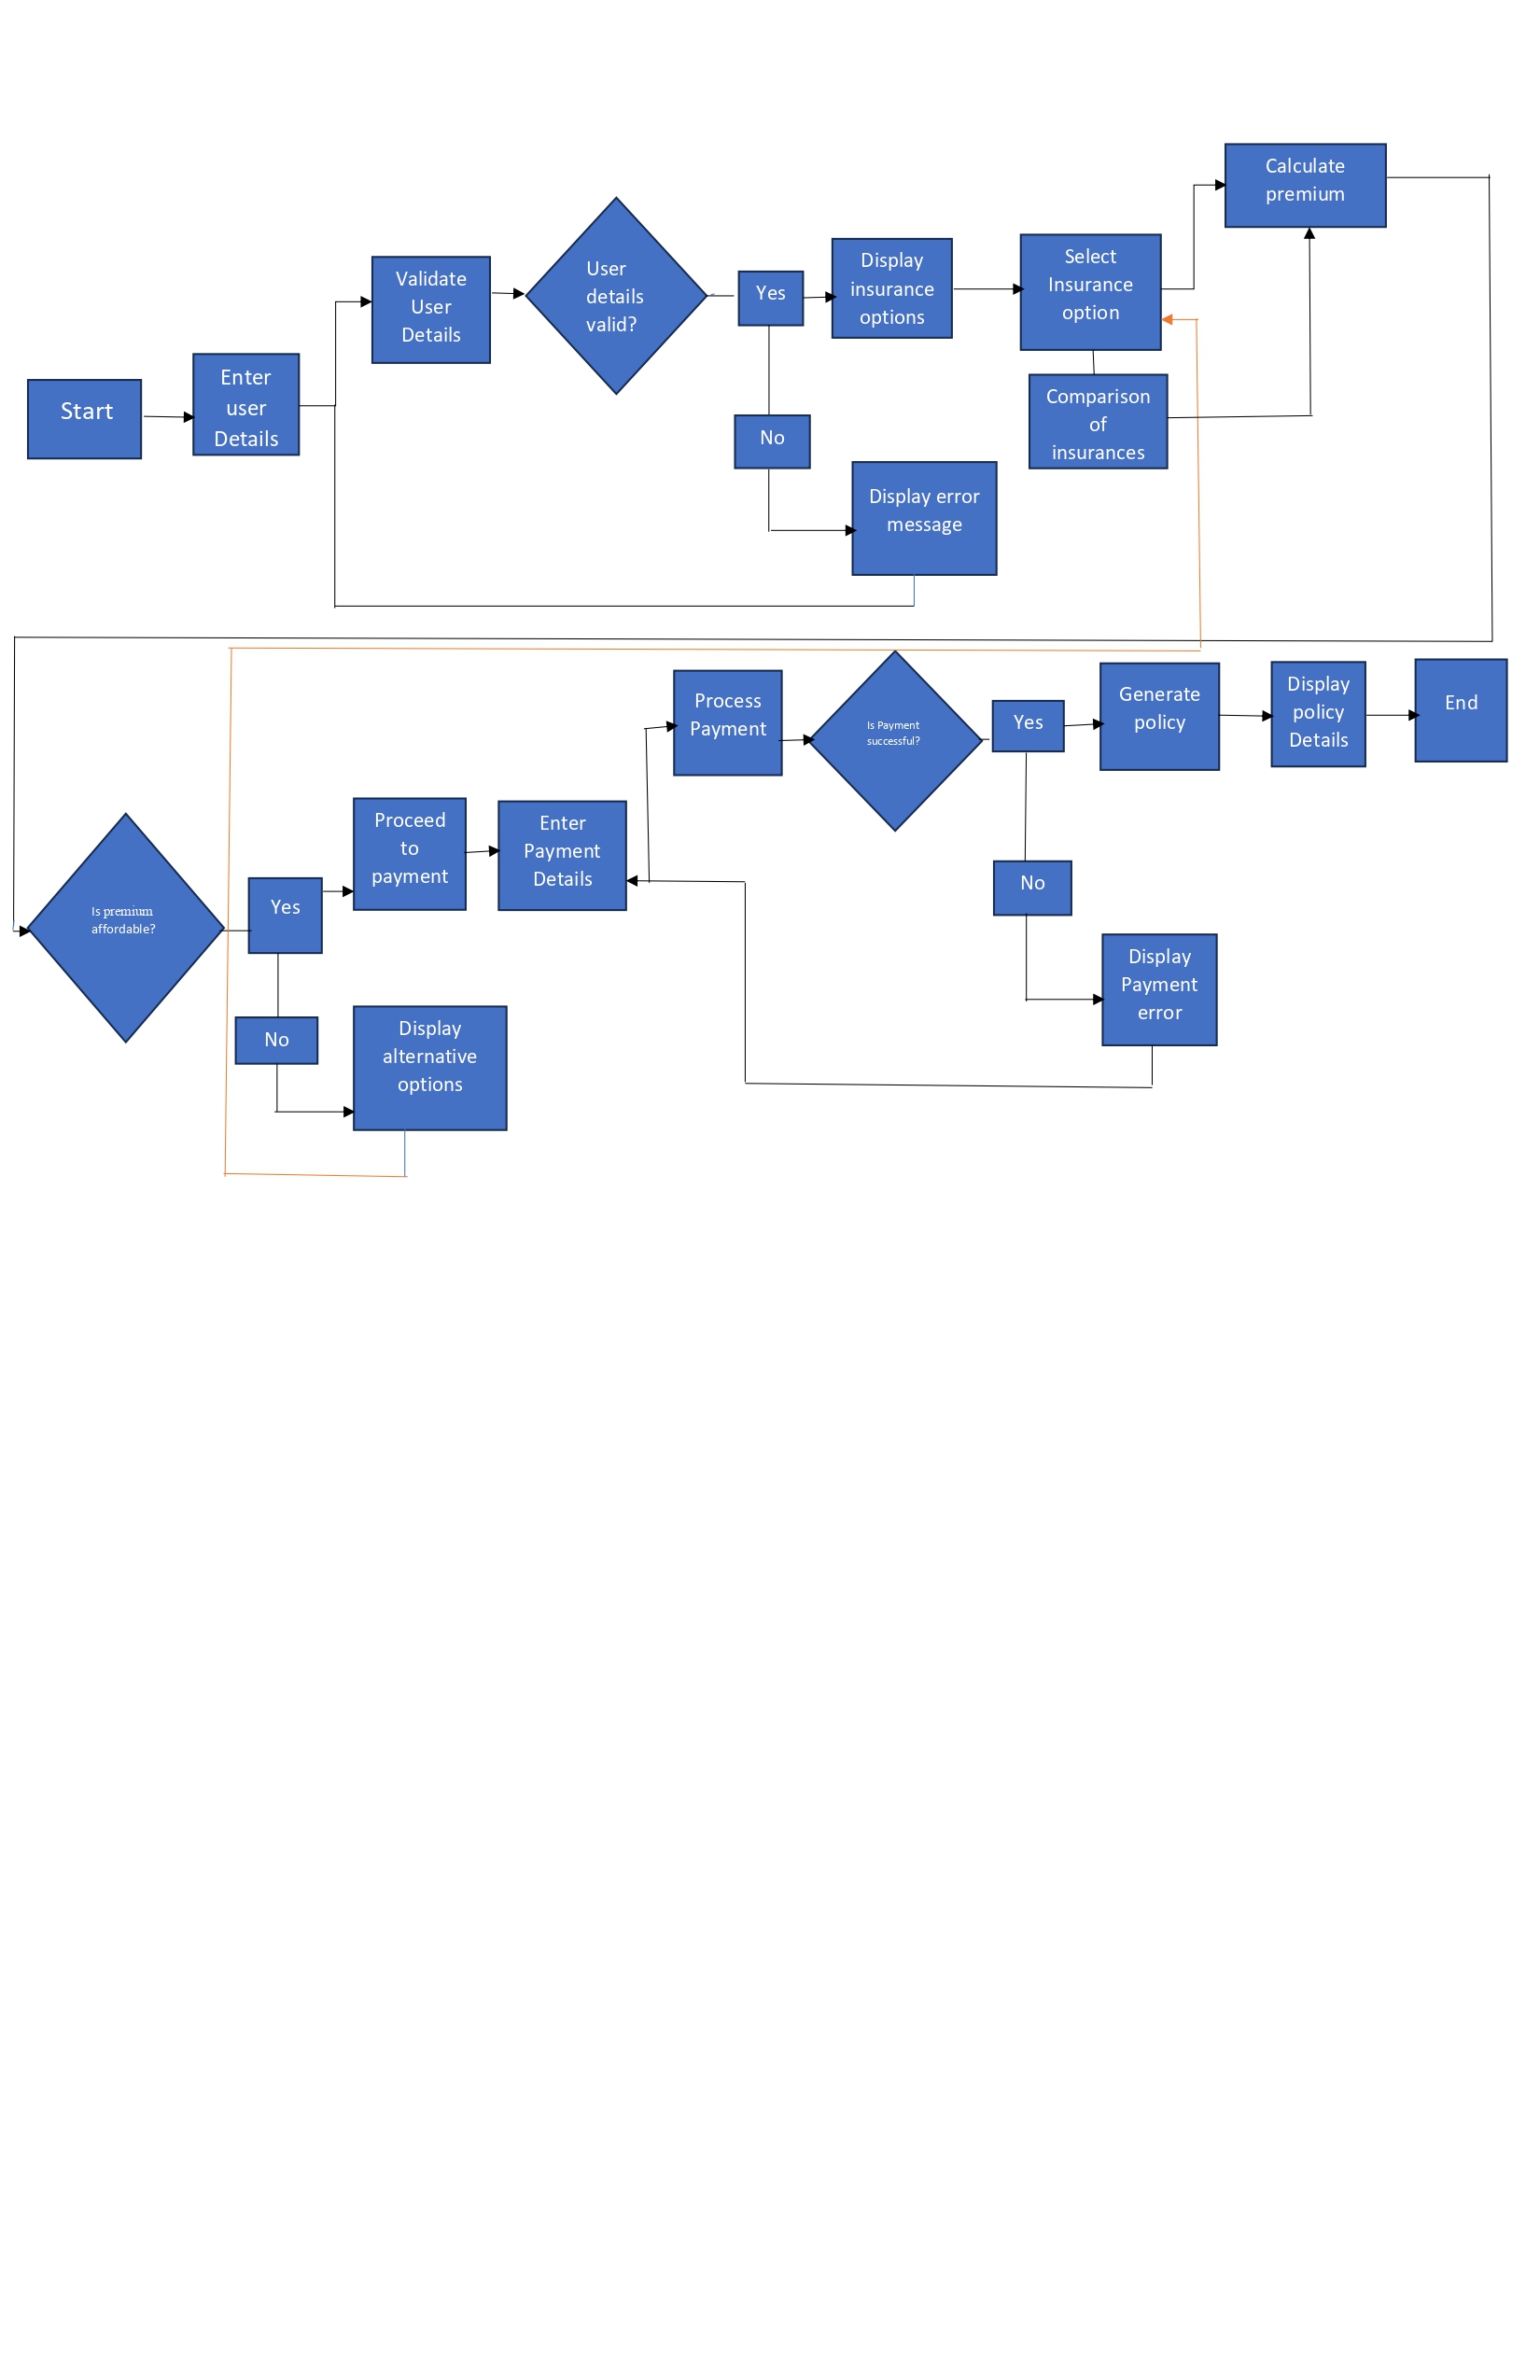 Start
Enter
user
Details
Validate
User
Details
User
details
valid?
Yes
No
Display error
message
Display
insurance
options
Select
Insurance
option
Comparison
of
insurances
Calculate
premium
Is premium
affordable?
Yes
No
Display
alternative
options
Proceed
to
payment
Enter
Payment
Details
Process
Payment
Is Payment
successful?
Yes
No
Display
Payment
error
Generate
policy
Display
policy
Details
End